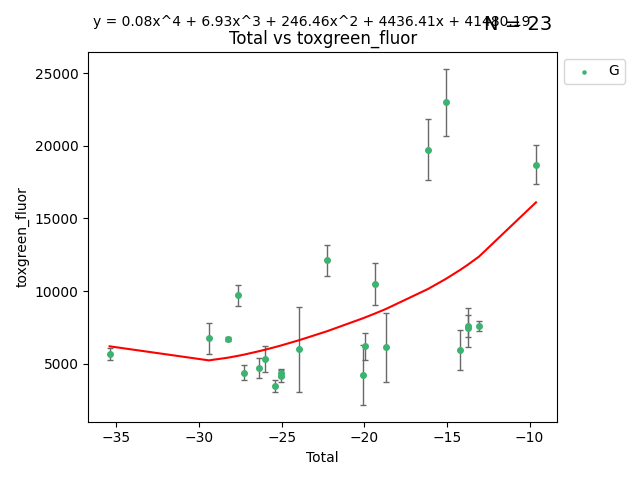 y = 0.08x^4 + 6.93x^3 + 246.46x^2 + 4436.41x + 41480.19
N = 23
Total vs toxgreen_fluor
G
25000
20000
15000
10000
5000
toxgreen_fluor
−35
−30
−25
−20
−15
−10
Total